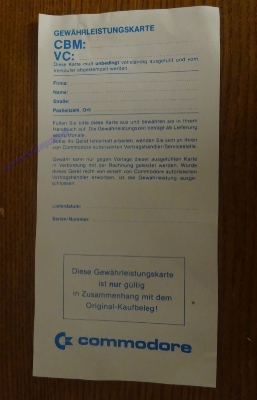 GEWÄHRLEISTUNGSKARTE
CBM:
VC:
Diese Karte muß unbedingt vollständig ausgefüllt und vom
Verkäufer abgestempelt werden.
Firma:
Name:
Straße:
Postleitzahl, Ort:
Füllen Sie bitte diese Karte aus und bewahren sie in Ihrem
Handbuch auf. Die Gewährleistungszeit beträgt ab Lieferung
Monate.
Sollte Ihr Gerät fehlerhaft arbeiten, wenden Sie sich an Ihren
von Commodore autorisierten Vertragshändler/Servicestelle.
Gewähr kann nur gegen Vorlage dieser ausgefüllten Karte
in Verbindung mit der Rechnung geleistet werden. Wurde
dieses Gerät nicht von einem von Commodore autorisierten
Vertragshändler erworben, ist die Gewährleistung ausge-
schlossen.
Lieferdatum:
Serien-Nummer:
Diese Gewährleistungskarte
ist nur gültig
in Zusammenhang mit dem
Original-Kaufbeleg!
commodore